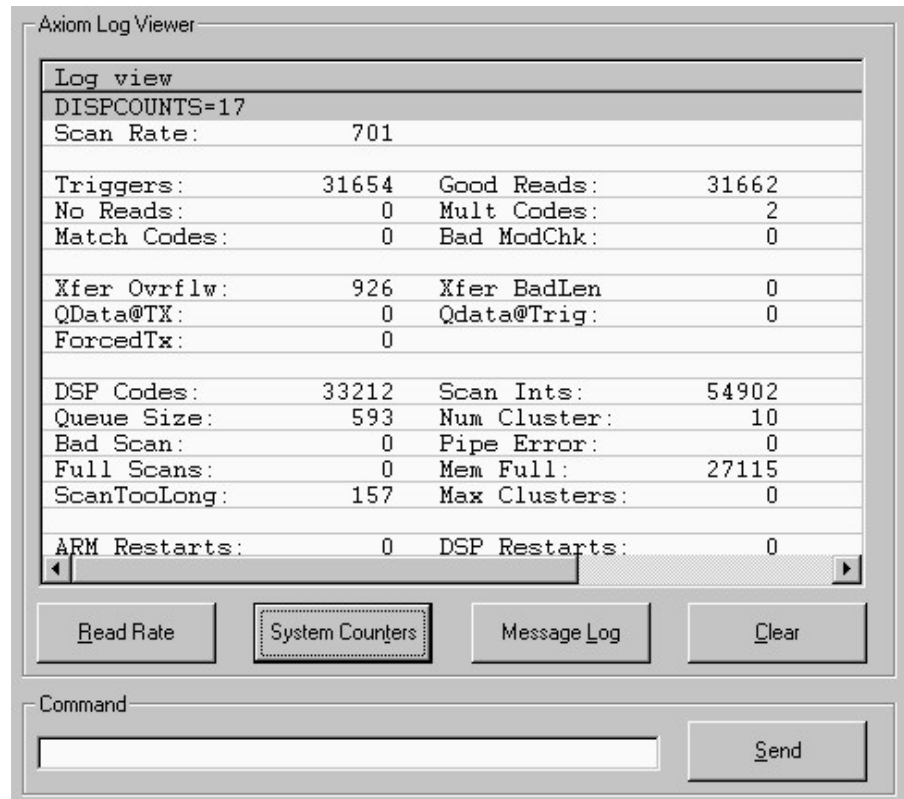 Axiom Log Viewer
Log view
DISPCOUNTS=17
Scan Rate: 701
Triggers: 31654 Good Reads: 31662
No Reads: 0 Mult Codes: 2
Match Codes: 0 Bad ModChk: 0
Xfer Ovrflw: 926 Xfer BadLen 0
QData@TX: 0 Qdata@Trig: 0
ForcedTx: 0
DSP Codes: 33212 Scan Ints: 54902
Queue Size: 593 Num Cluster: 10
Bad Scan: 0 Pipe Error: 0
Full Scans: 0 Mem Full: 27115
ScanTooLong: 157 Max Clusters: 0
ARM Restarts: 0 DSP Restarts: 0
Read Rate System Counters Message Log Clear
Command
Send